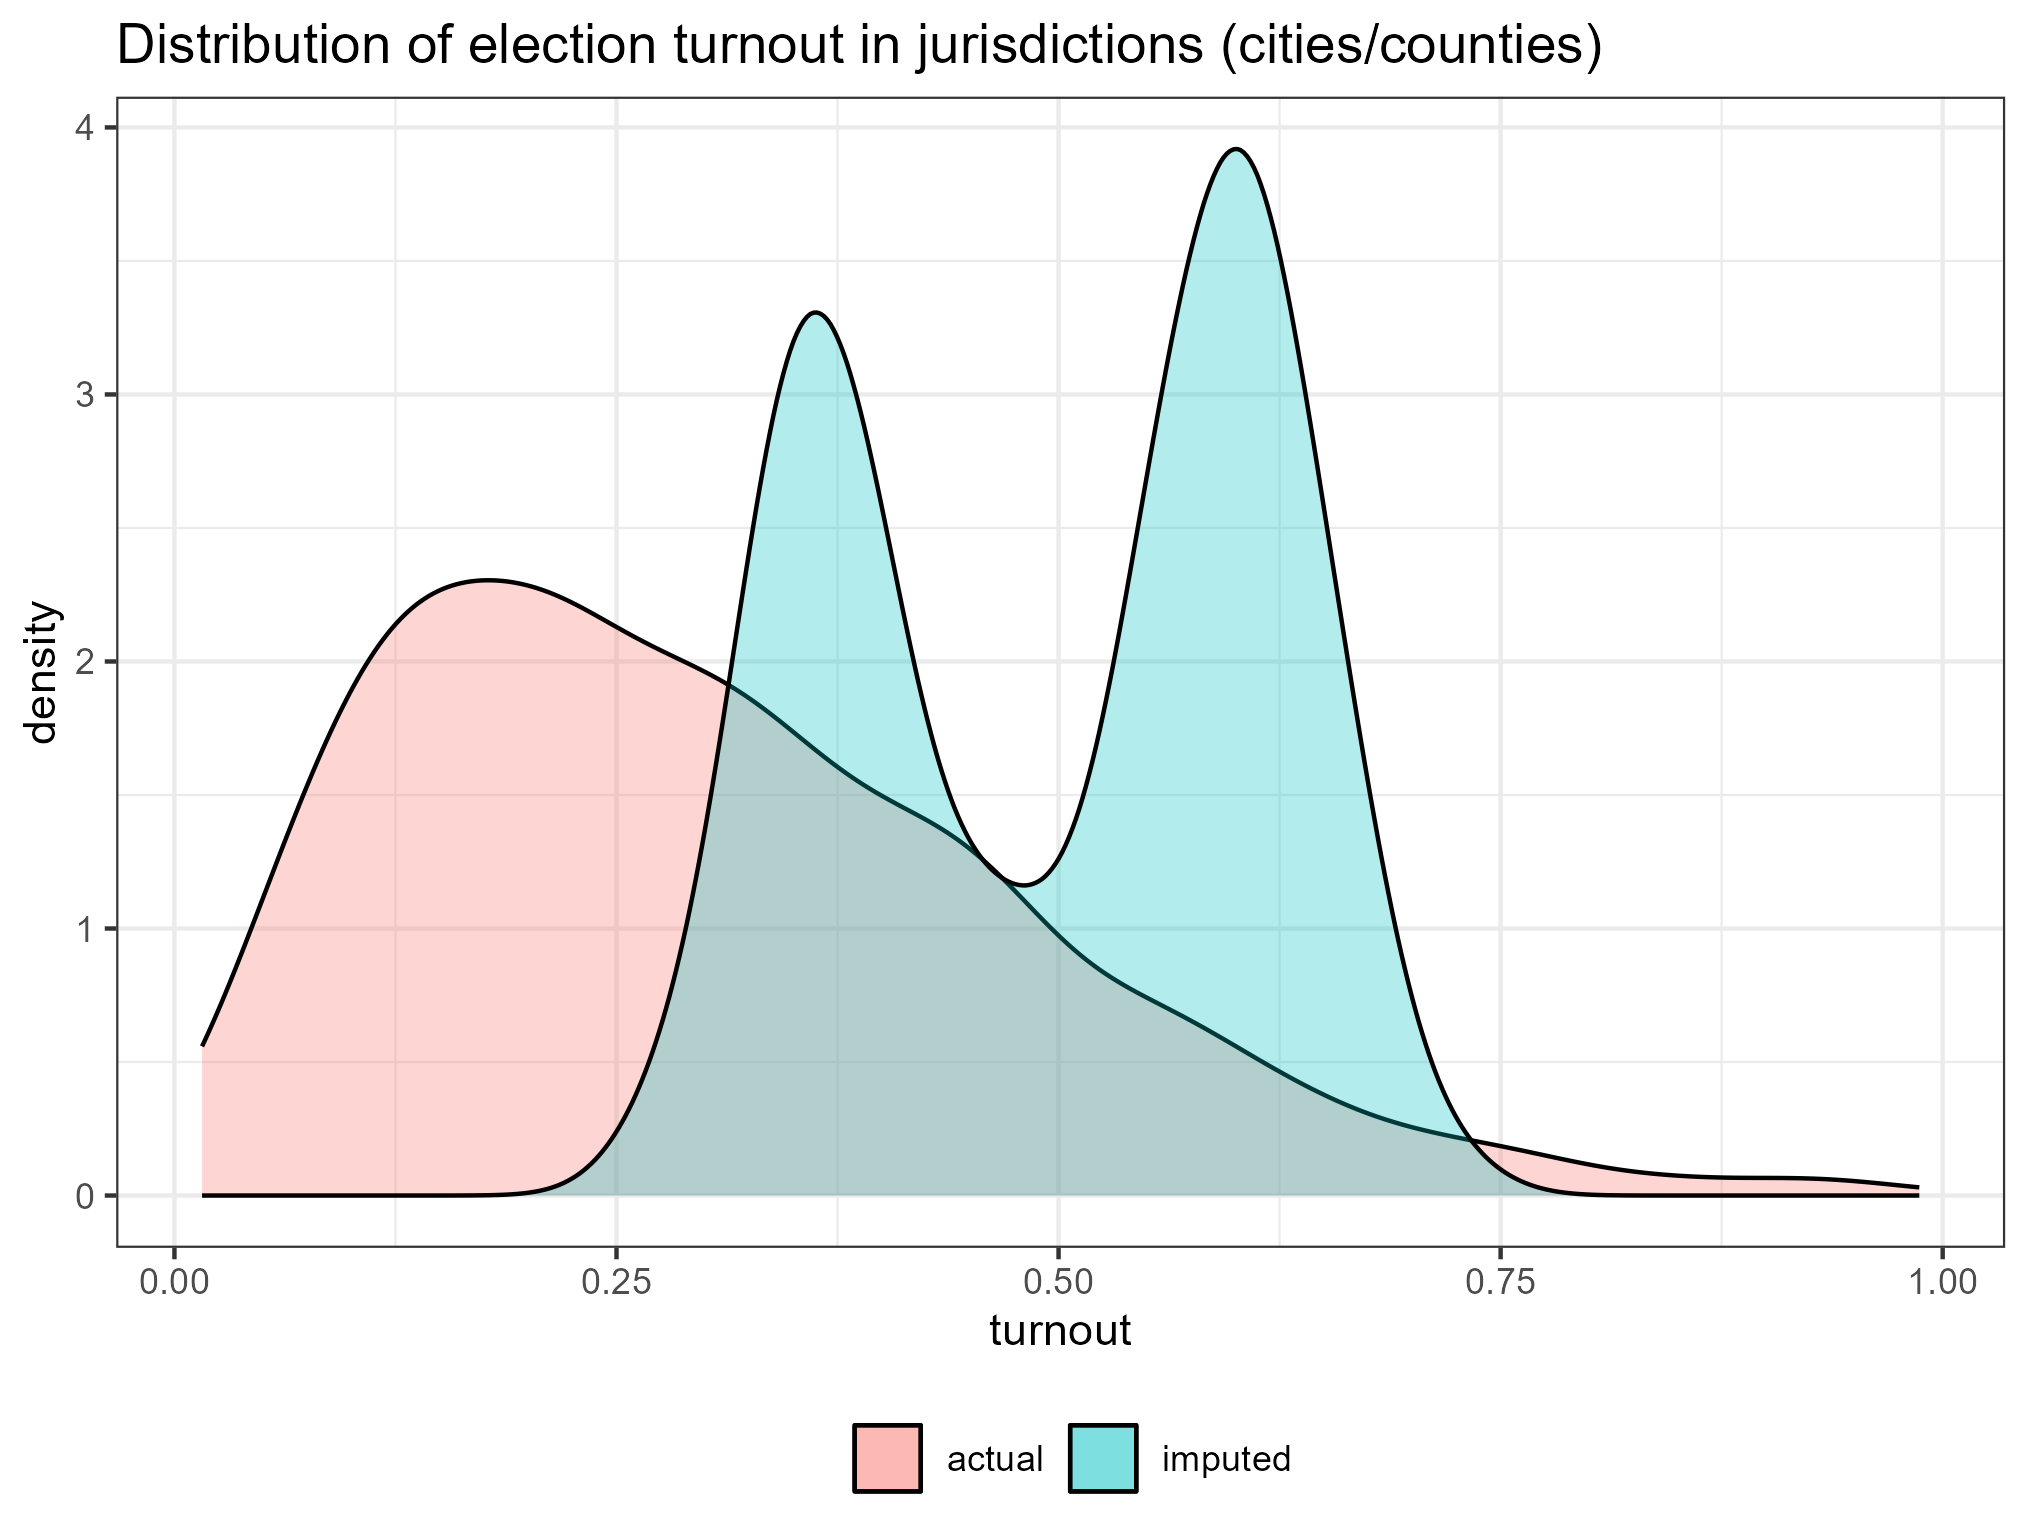 Distribution of election turnout in jurisdictions (cities/counties)
4
3
2
1
0
density
0.00 0.25 0.50 0.75 1.00
turnout
actual imputed